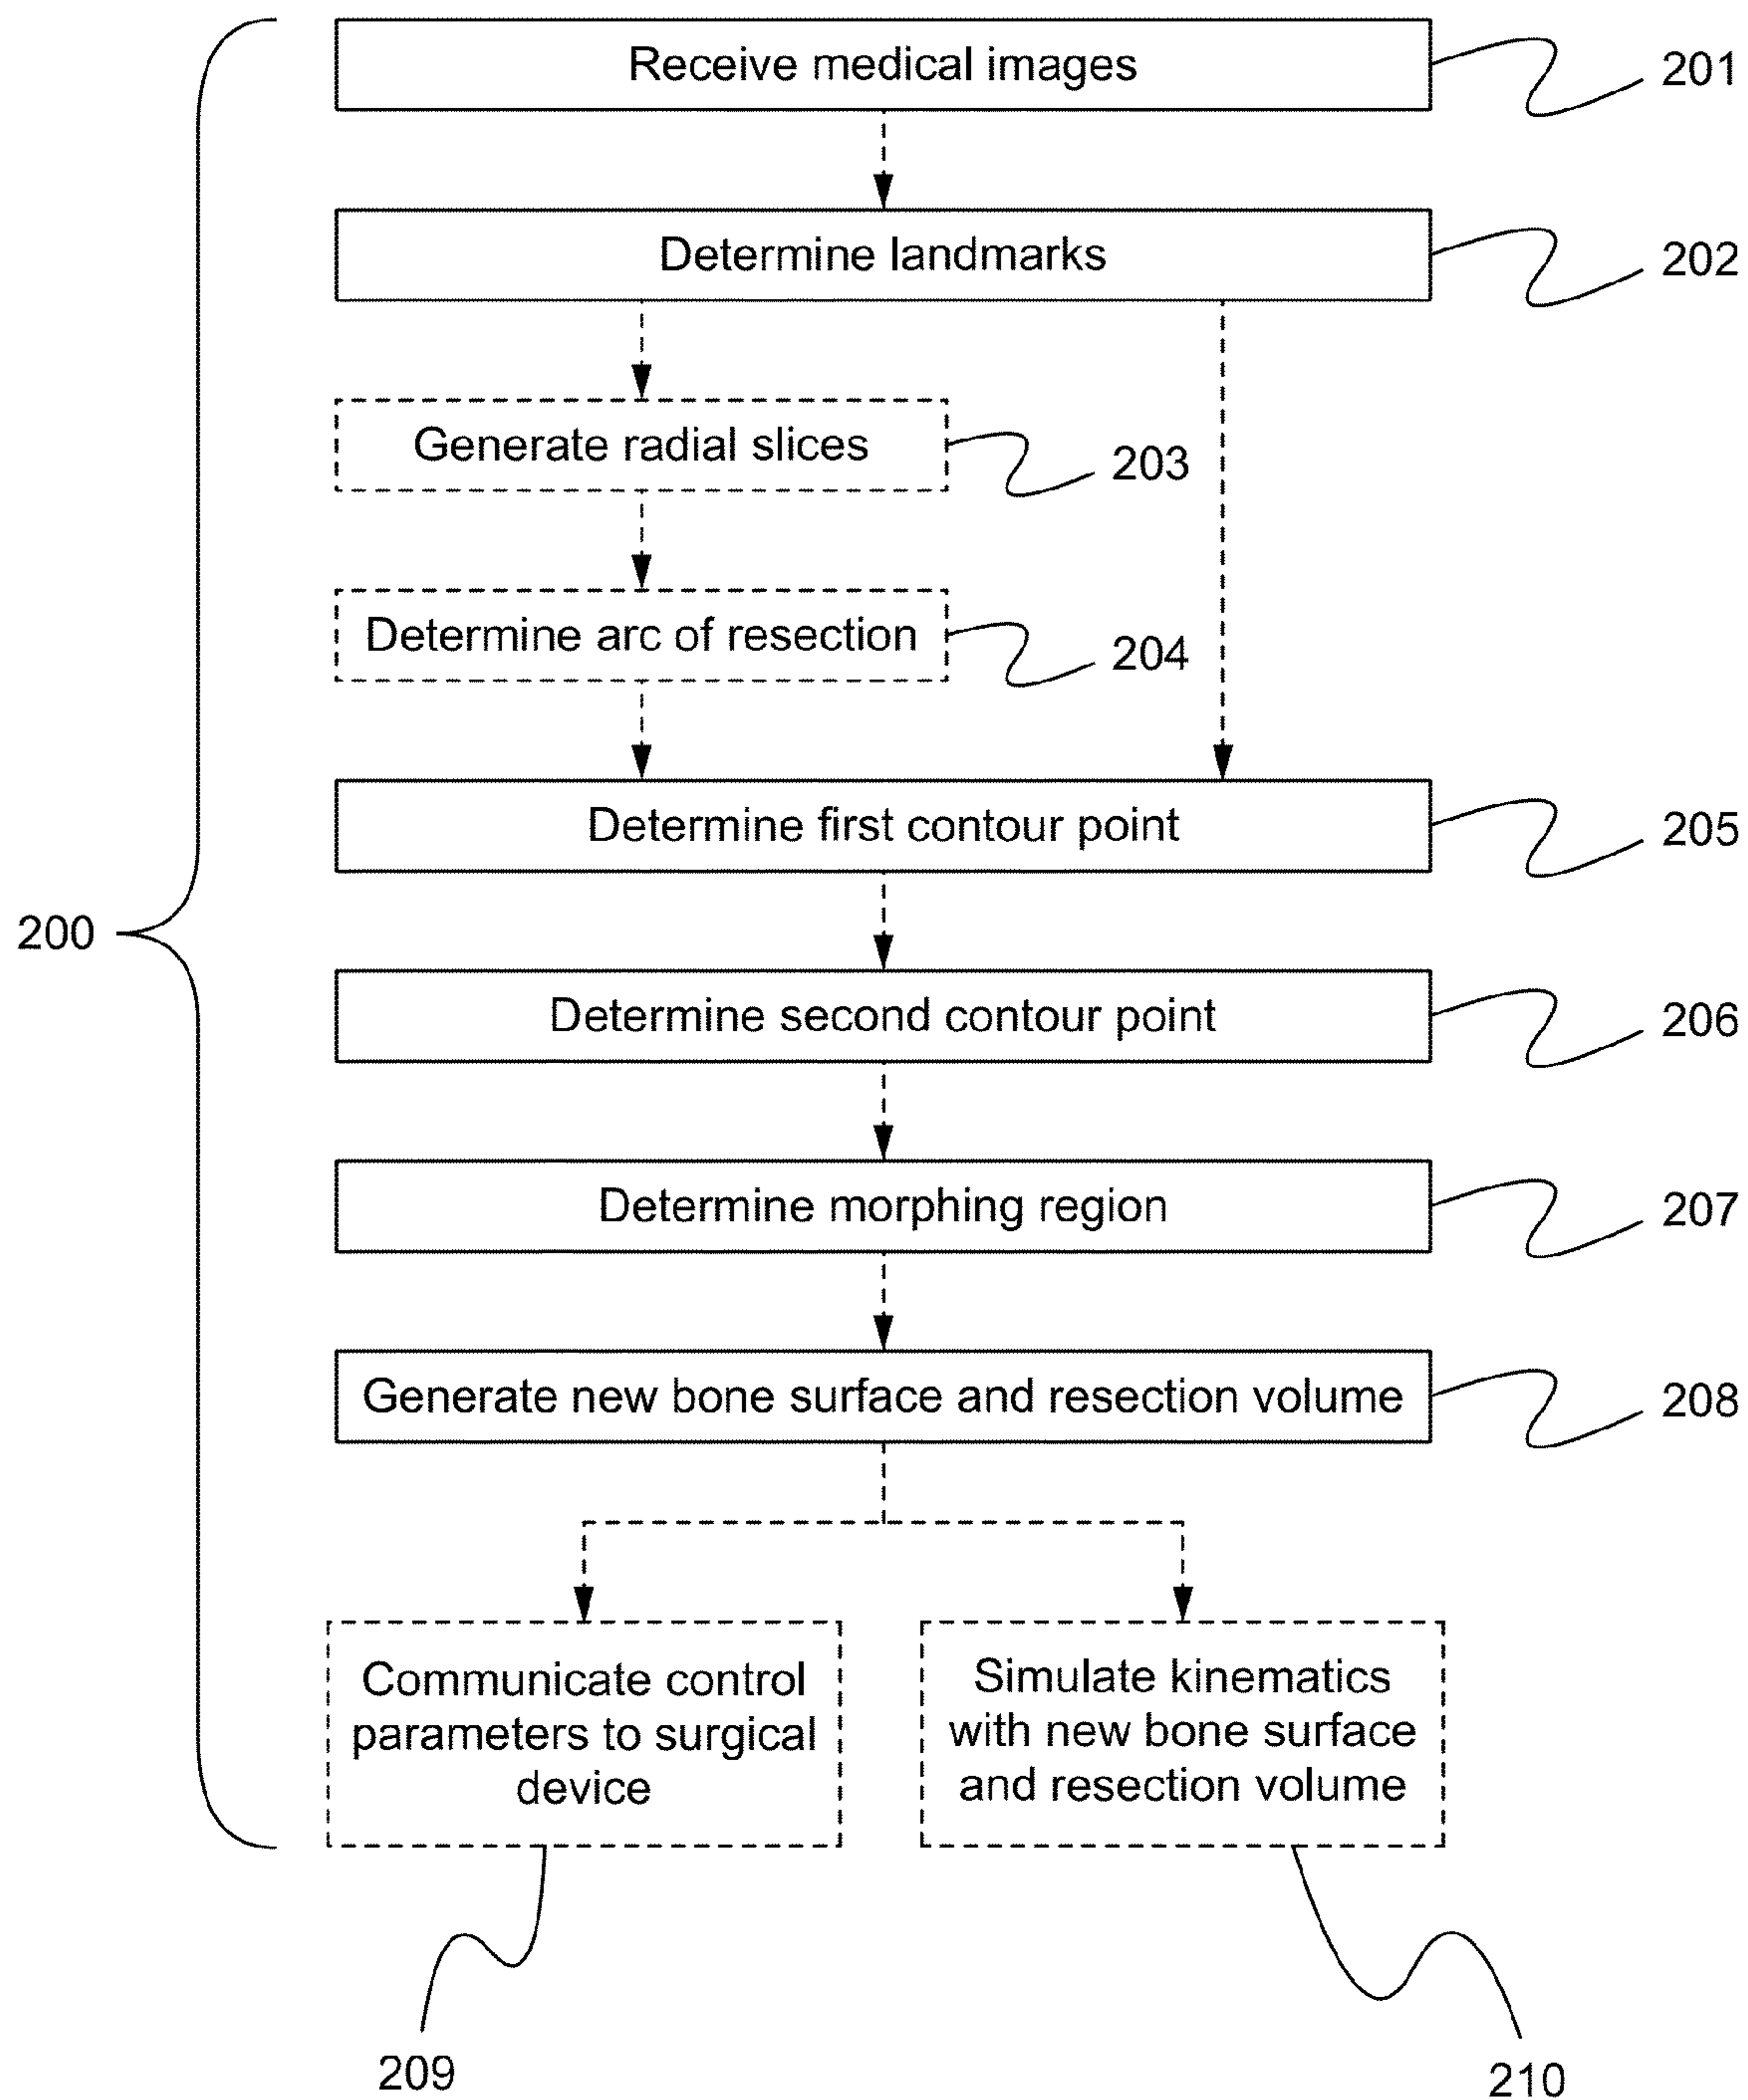 Receive medical images
201
Determine landmarks
202
Generate radial slices
203
Determine arc of resection
204
Determine first contour point
205
200
Determine second contour point
206
Determine morphing region
207
Generate new bone surface and resection volume
208
Communicate control
parameters to surgical
device
Simulate kinematics
with new bone surface
and resection volume
209
210